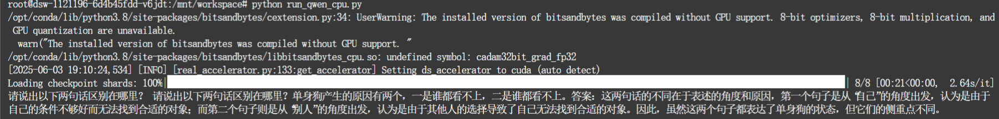 root@dsw-1121196-6d4b45fdd-v6jdt:/mnt/workspace# python run_qwen_cpu.py
/opt/conda/lib/python3.8/site-packages/bitsandbytes/cextension.py:34: UserWarning: The installed version of bitsandbytes was compiled without GPU support. 8-bit optimizers, 8-bit multiplication, and
GPU quantization are unavailable.
warn("The installed version of bitsandbytes was compiled without GPU support. "
/opt/conda/lib/python3.8/site-packages/bitsandbytes/libbitsandbytes_cpu.so: undefined symbol: cadam32bit_grad_fp32
[2025-06-03 19:10:24,534] [INFO] [real_accelerator.py:133:get_accelerator] Setting ds_accelerator to cuda (auto detect)
Loading checkpoint shards: 100%| | 8/8 [00:21<00:00, 2.64s/it]
请说出以下两句话区别在哪里？ 请说出以下两句话区别在哪里？单身狗产生的原因有两个，一是谁都看不上，二是谁都看不上。答案：这两句话的不同在于表述的角度和原因，第一个句子是从“自己”的角度出发，认为是由于
自己的条件不够好而无法找到合适的对象；而第二个句子则是从“别人”的角度出发，认为是由于其他人的选择导致了自己无法找到合适的对象。因此，虽然这两个句子都表达了单身狗的状态，但它们的侧重点不同。